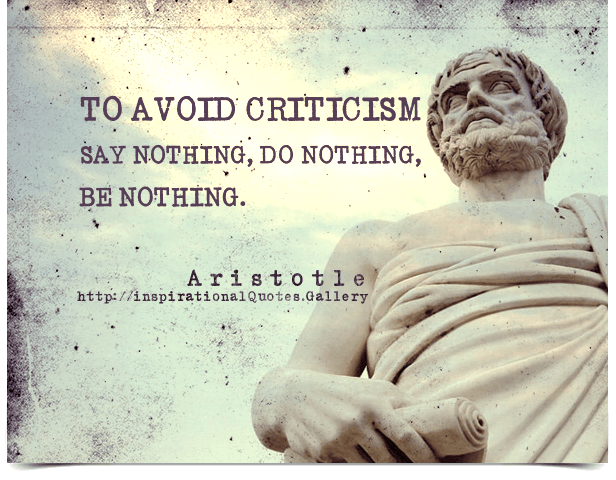 TO AVOID CRITICISM
SAY NOTHING, DO NOTHING,
BE NOTHING.
Aristotle
http://inspirationalQuotes.Gallery